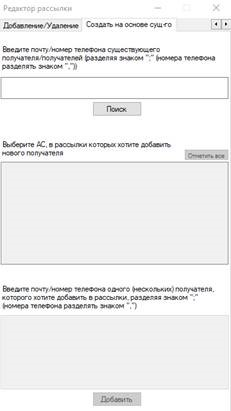 Редактор рассылки
Добавление/Удаление
Создать на основе сущ-го
Введите почту/номер телефона существующего
получателя/получателей (разделяя знаком ";" (номера телефона
разделять знаком ","))
Поиск
Выберите АС, в рассылки которых хотите добавить
нового получателя
Отметить все
Введите почту/номер телефона одного (нескольких) получателя,
которого хотите добавить в рассылки, разделяя знаком ";"
(номера телефона разделять знаком ",")
Добавить